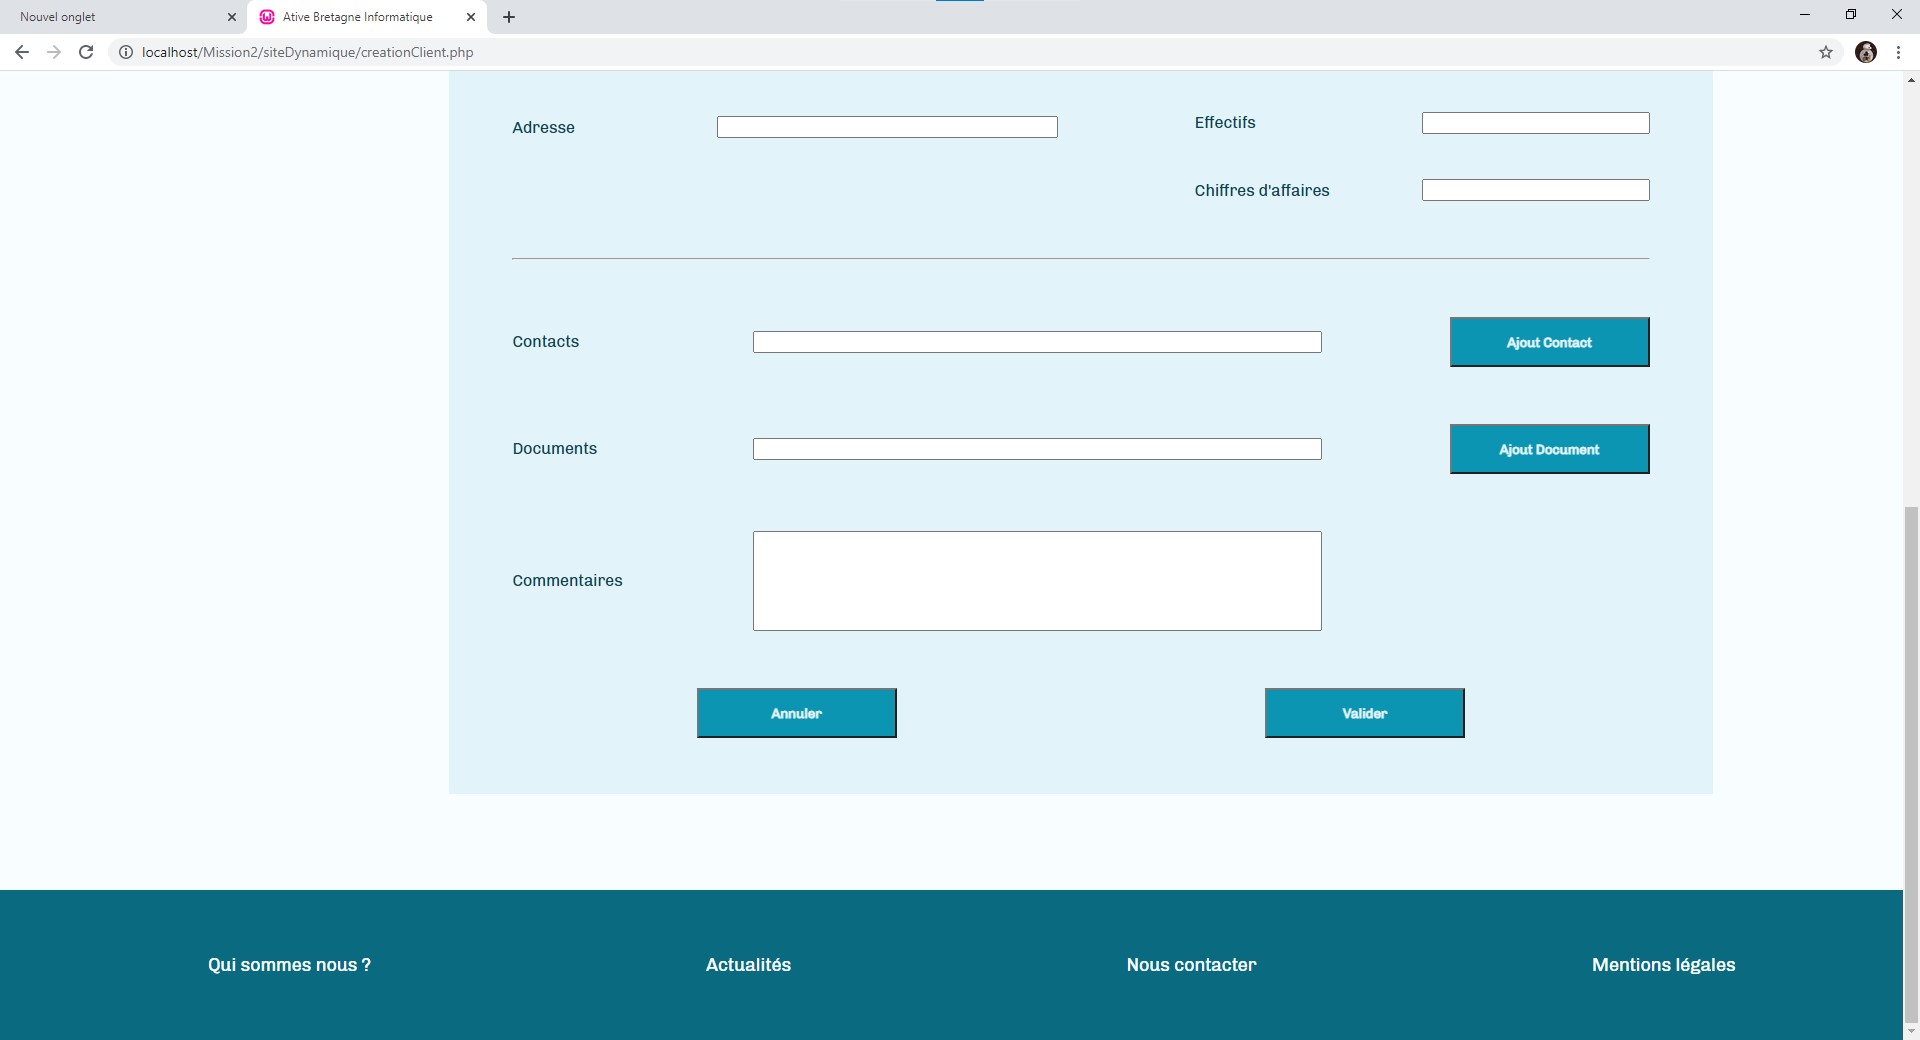 Nouvel onglet
Ative Bretagne Informatique
localhost/Mission2/siteDynamique/creationClient.php
Adresse
Effectifs
Chiffres d'affaires
Contacts
Ajout Contact
Documents
Ajout Document
Commentaires
Annuler
Valider
Qui sommes nous ?
Actualités
Nous contacter
Mentions légales